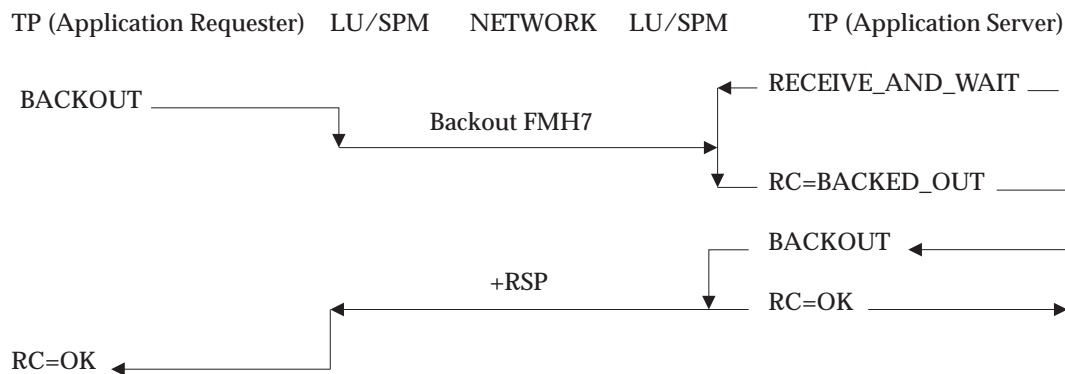 TP (Application Requester) LU/SPM NETWORK LU/SPM TP (Application Server)
RECEIVE_AND_WAIT
BACKOUT
Backout FMH7
RC=BACKED_OUT
BACKOUT
+RSP
RC=OK
RC=OK